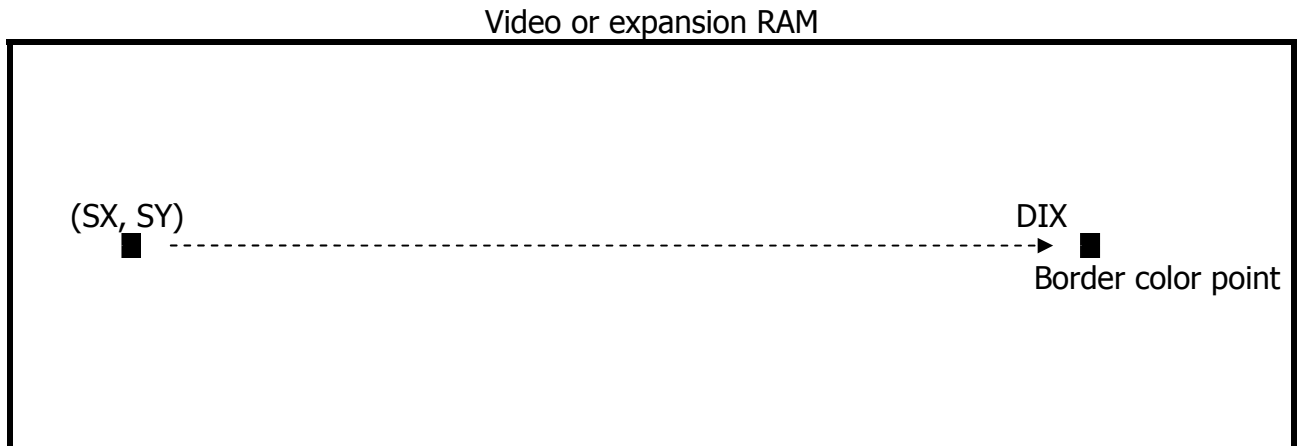 Video or expansion RAM
(SX, SY) DIX
Border color point